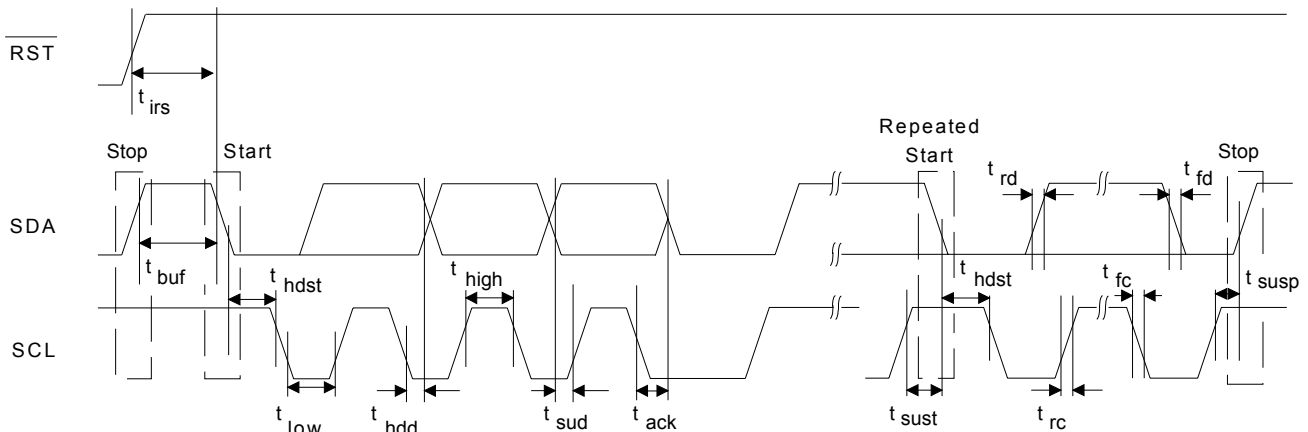 RST
t irs
Repeated
Stop
Start
Start
Stop
t rd
t fd
SDA
t buf
t hdst
t high
t hdst
t fc
t susp
SCL
t low
t hdd
t sud
t ack
t sust
t rc